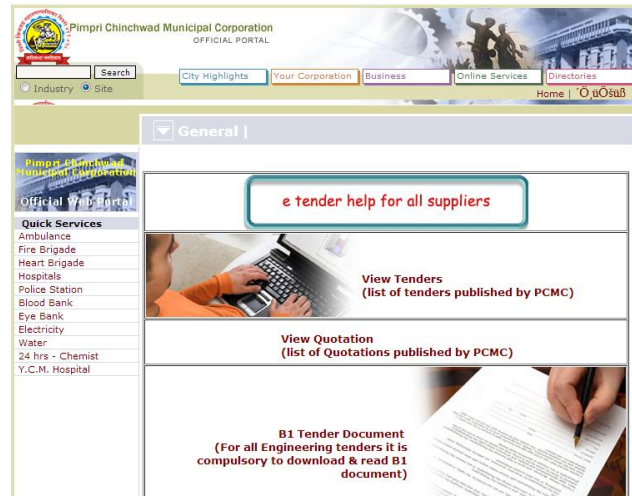 Pimpri Chinchwad Municipal Corporation
OFFICIAL PORTAL
Search
Industry Site
City Highlights Your Corporation Business Online Services Directories
Home | ´Ö¸üÖšüß
General |
Pimpri Chinchwad
Municipal Corporation
Official Web Portal
Quick Services
Ambulance
Fire Brigade
Heart Brigade
Hospitals
Police Station
Blood Bank
Eye Bank
Electricity
Water
24 hrs - Chemist
Y.C.M. Hospital
e tender help for all suppliers
View Tenders
(list of tenders published by PCMC)
View Quotation
(list of Quotations published by PCMC)
B1 Tender Document
(For all Engineering tenders it is
compulsory to download & read B1
document)